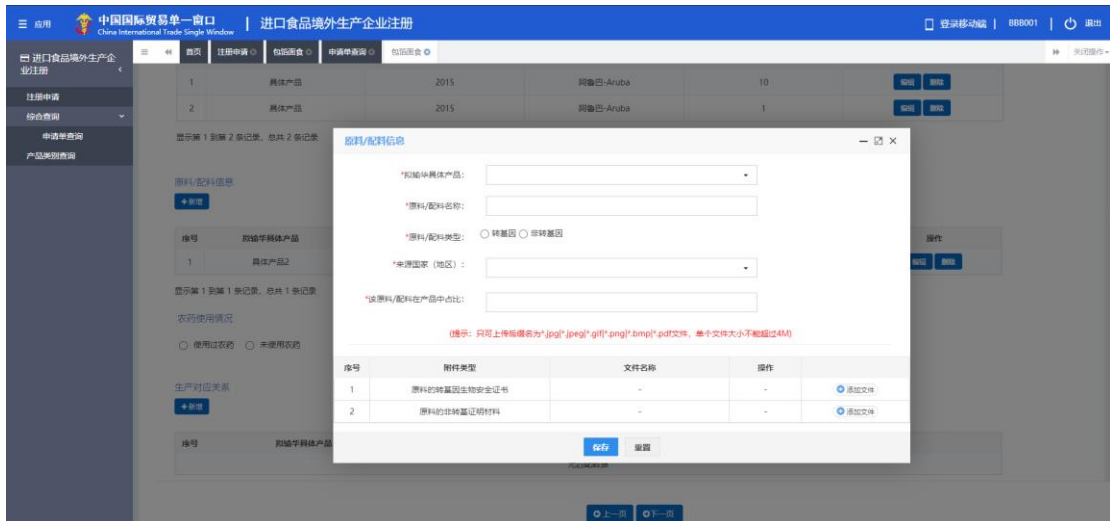 应用 中国国际贸易单一窗口 China International Trade Single Window | 进口食品境外生产企业注册 登录移动端 | BBB001 | 退出
进口食品境外生产企业注册 首页 注册申请 包馅面食 申请单查询 包馅面食 关闭操作
注册申请
综合查询
申请单查询
产品类别查询
1 具体产品 2015 阿鲁巴-Aruba 10 编辑 删除
2 具体产品 2015 阿鲁巴-Aruba 1 编辑 删除
显示第 1 到第 2 条记录，总共 2 条记录
原料/配料信息
+新增
序号 拟输华具体产品 操作
1 具体产品2 编辑 删除
显示第 1 到第 1 条记录，总共 1 条记录
农药使用情况
使用过农药 未使用农药
生产对应关系
+新增
序号 拟输华具体产品
上一页 下一页
原料/配料信息
*拟输华具体产品：
*原料/配料名称：
*原料/配料类型： 转基因 非转基因
*来源国家（地区）：
*该原料/配料在产品中占比：
(提示：只可上传后缀名为*.jpg|*.jpeg|*.gif|*.png|*.bmp|*.pdf文件，单个文件大小不能超过4M)
序号 附件类型 文件名称 操作
1 原料的转基因生物安全证书 - - 添加文件
2 原料的非转基证明材料 - - 添加文件
保存 重置